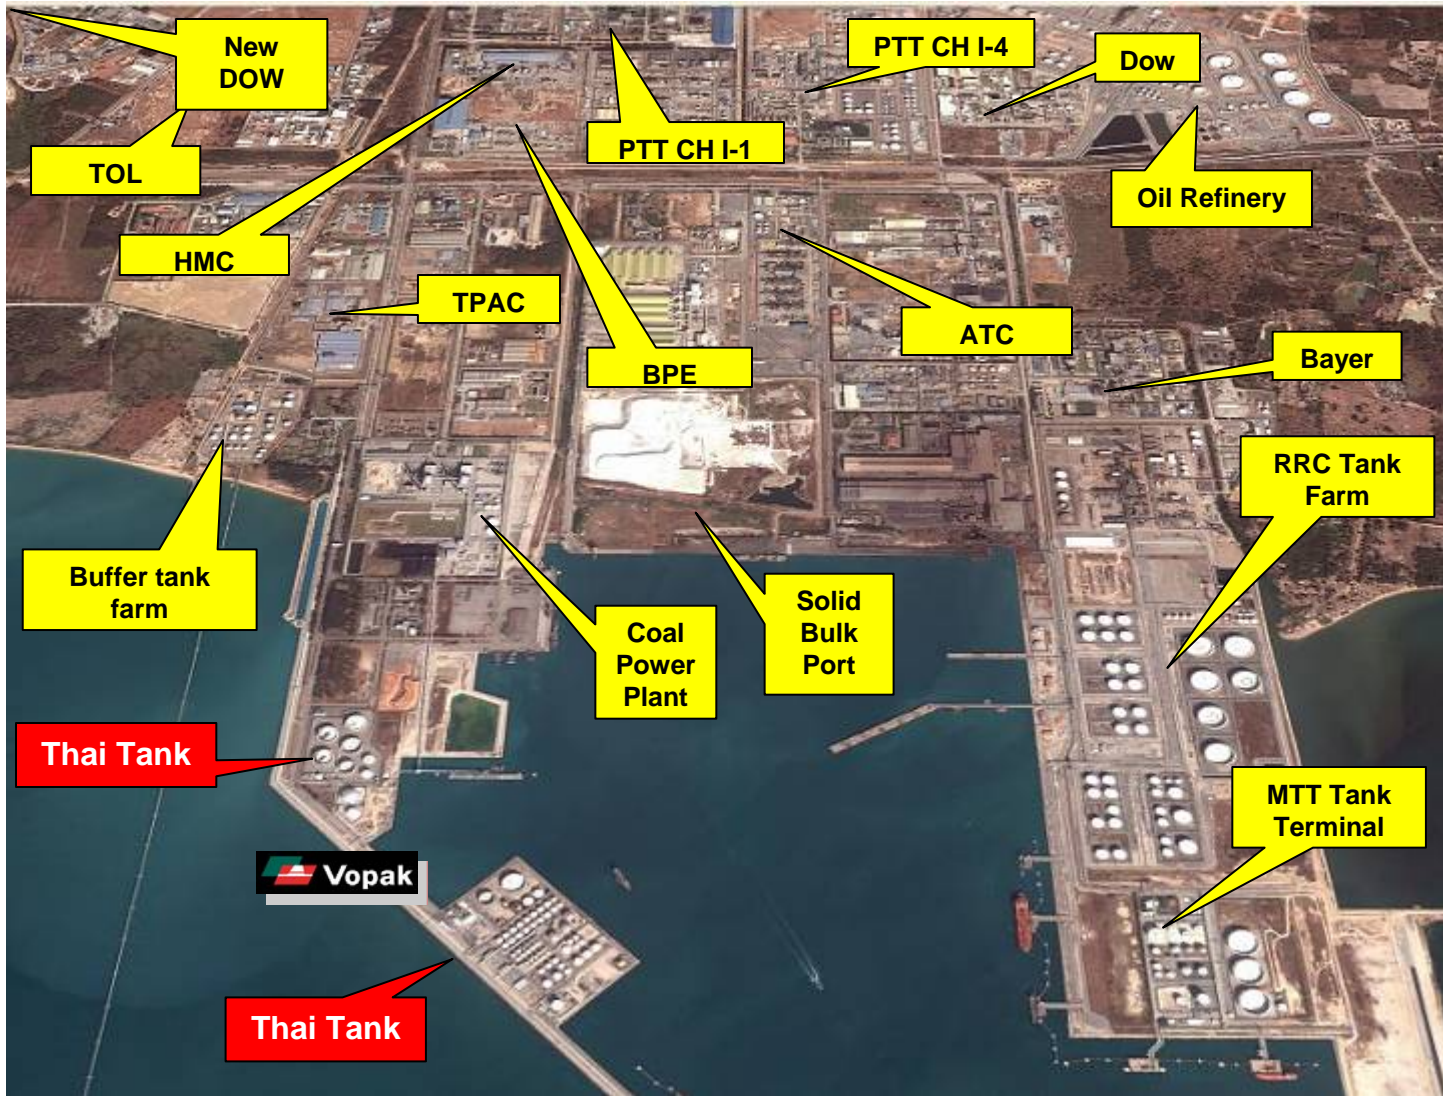 New
DOW
PTT CH I-4
Dow
TOL
PTT CH I-1
Oil Refinery
HMC
TPAC
ATC
BPE
Bayer
RRC Tank
Farm
Buffer tank
farm
Coal
Power
Plant
Solid
Bulk
Port
Thai Tank
MTT Tank
Terminal
Vopak
Thai Tank